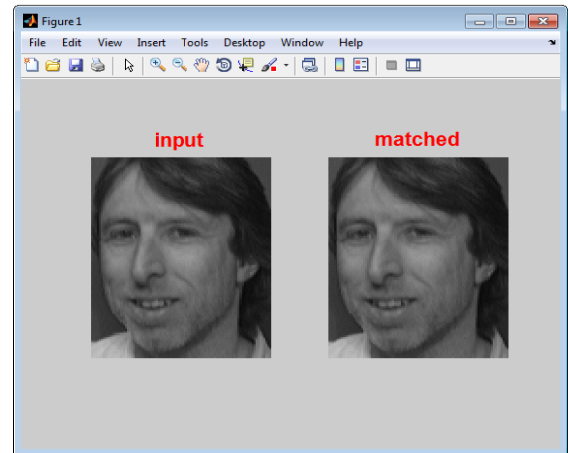 Figure 1
File Edit View Insert Tools Desktop Window Help
input matched